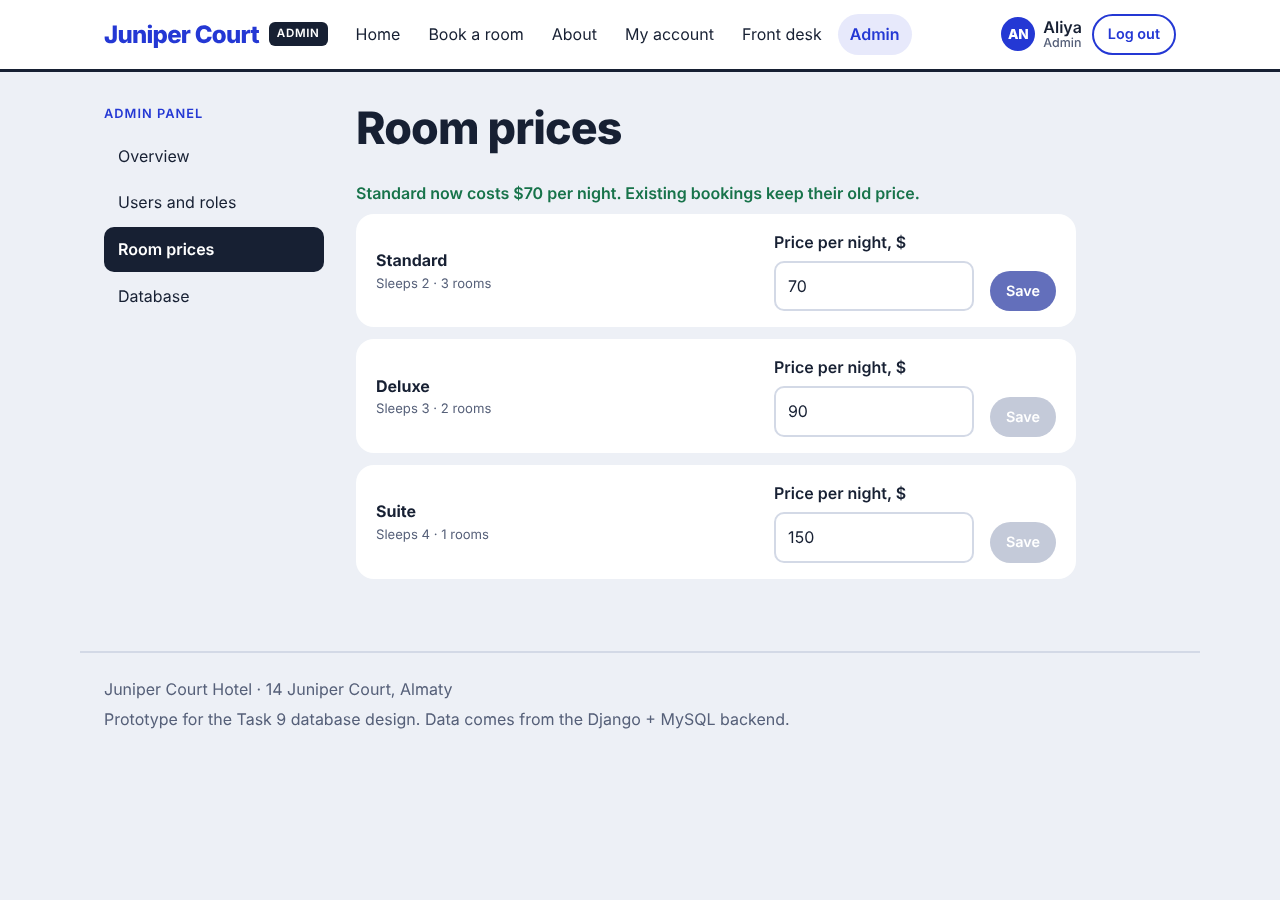 Juniper Court ADMIN Home Book a room About My account Front desk Admin AN Aliya Admin Log out
ADMIN PANEL
Overview
Users and roles
Room prices
Database
Room prices
Standard now costs $70 per night. Existing bookings keep their old price.
Standard
Sleeps 2 · 3 rooms
Price per night, $
70
Save
Deluxe
Sleeps 3 · 2 rooms
Price per night, $
90
Save
Suite
Sleeps 4 · 1 rooms
Price per night, $
150
Save
Juniper Court Hotel · 14 Juniper Court, Almaty
Prototype for the Task 9 database design. Data comes from the Django + MySQL backend.